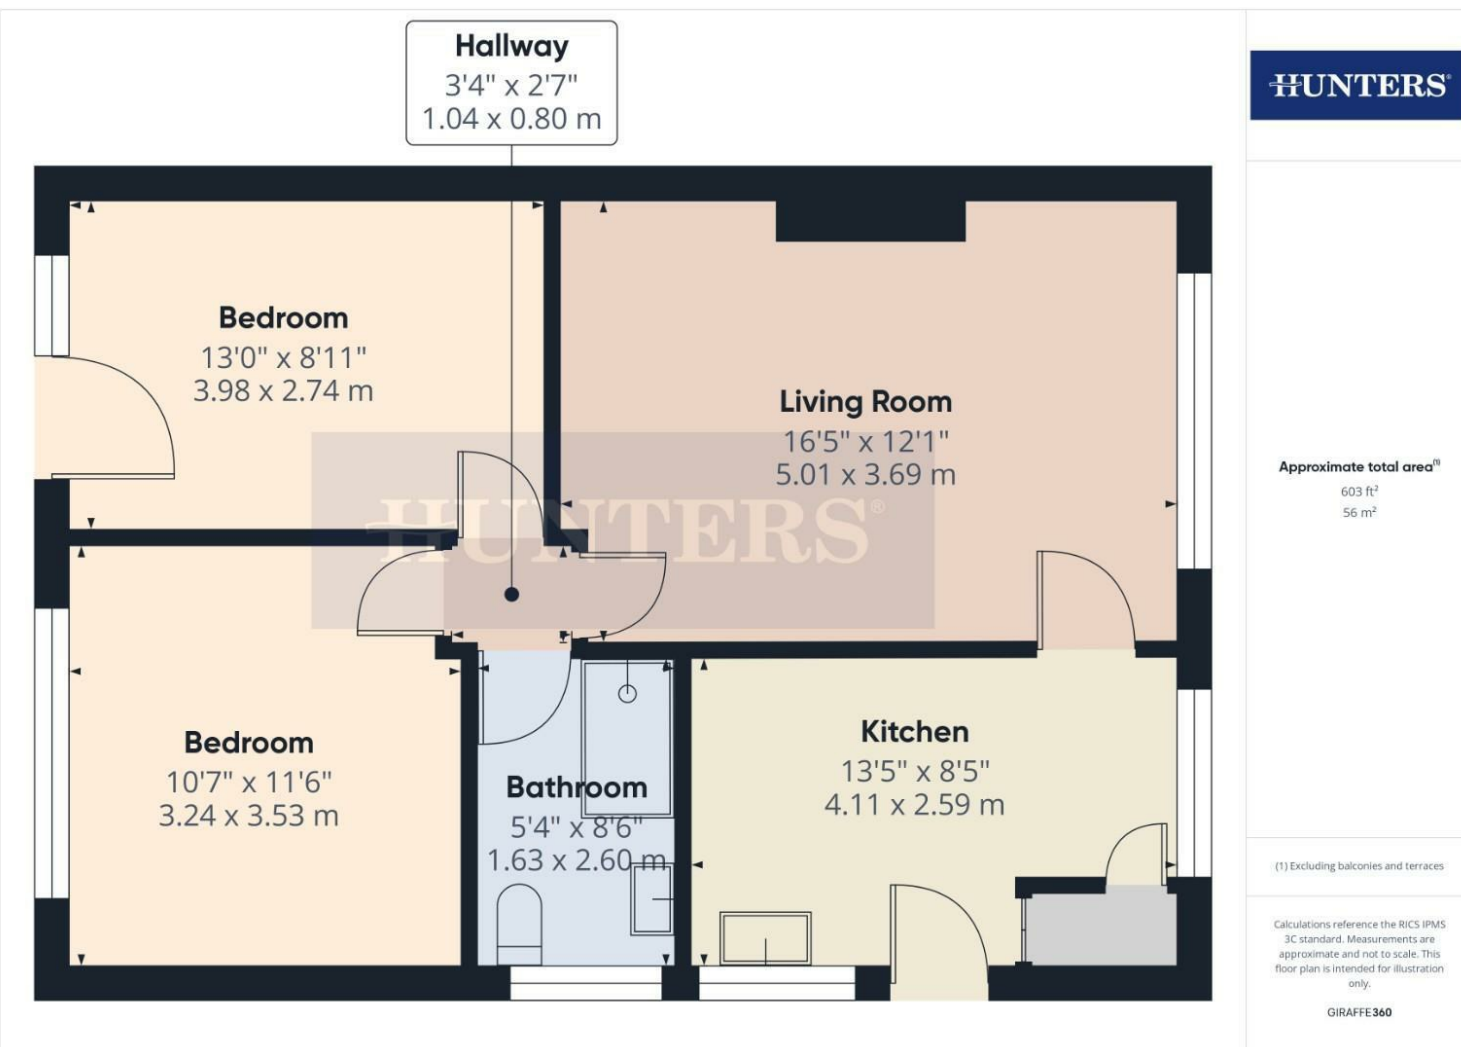 Hallway
3'4" x 2'7"
1.04 x 0.80 m
HUNTERS®
Bedroom
13'0" x 8'11"
3.98 x 2.74 m
Living Room
16'5" x 12'1"
5.01 x 3.69 m
HUNTERS®
Bedroom
10'7" x 11'6"
3.24 x 3.53 m
Bathroom
5'4" x 8'6"
1.63 x 2.60 m
Kitchen
13'5" x 8'5"
4.11 x 2.59 m
Approximate total area(1)
603 ft²
56 m²
(1) Excluding balconies and terraces
Calculations reference the RICS IPMS
3C standard. Measurements are
approximate and not to scale. This
floor plan is intended for illustration
only.
GIRAFFE360